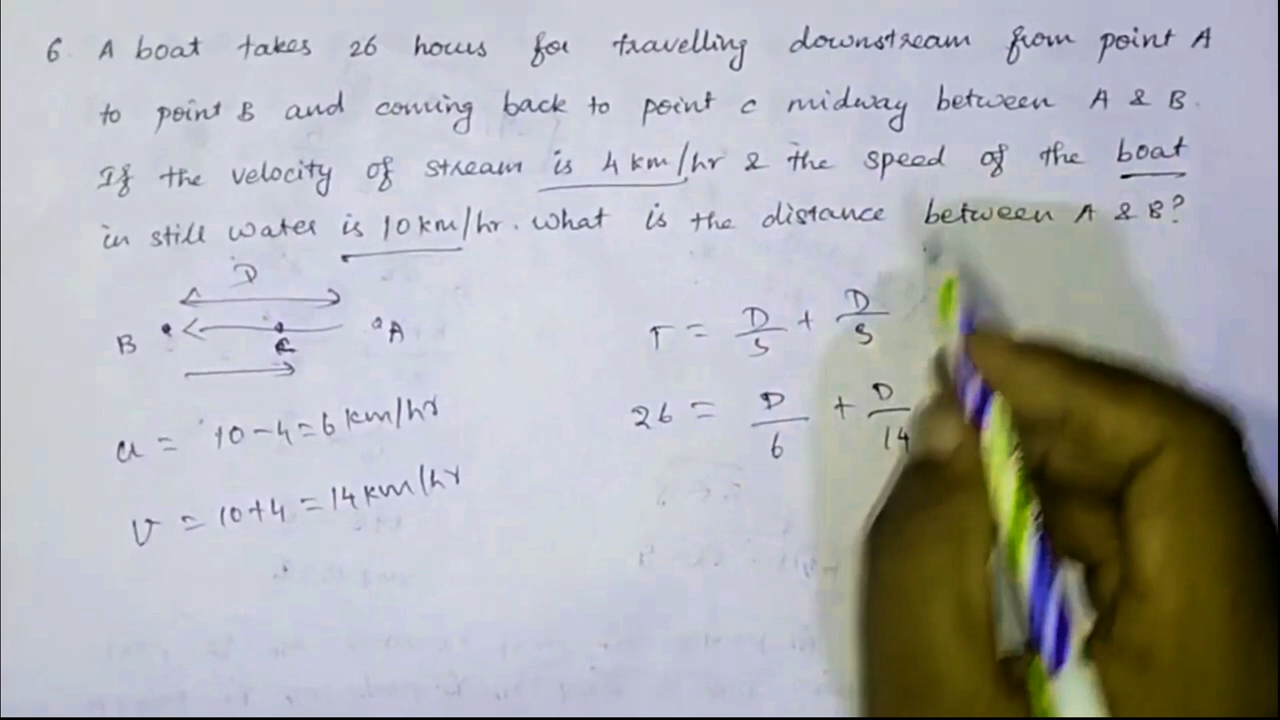 6. A boat takes 26 hours for travelling downstream from point A
to point B and coming back to point C midway between A & B.
If the velocity of stream is 4 km/hr & the speed of the boat
in still water is 10 km/hr. what is the distance between A & B?
D
B C A
u = 10-4=6 km/hr
v = 10+4 = 14 km/hr
T = D/S + D/S
26 = D/6 + D/14